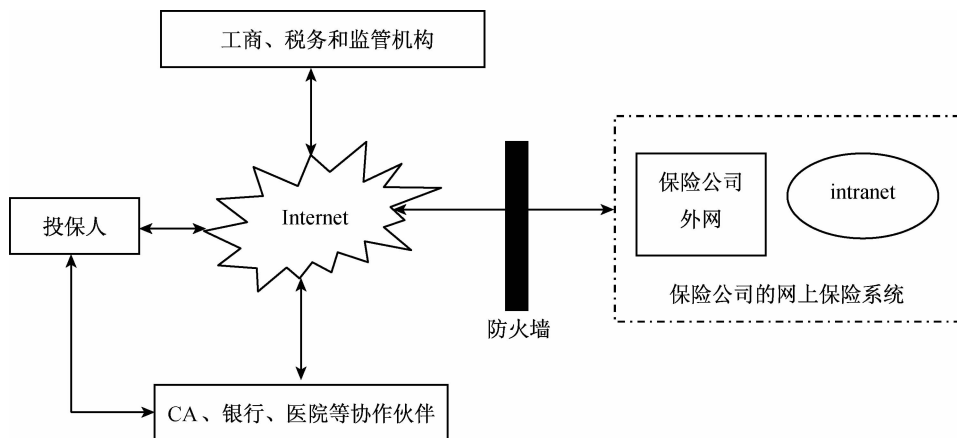 工商、税务和监管机构
保险公司
外网
intranet
Internet
投保人
保险公司的网上保险系统
防火墙
CA、银行、医院等协作伙伴